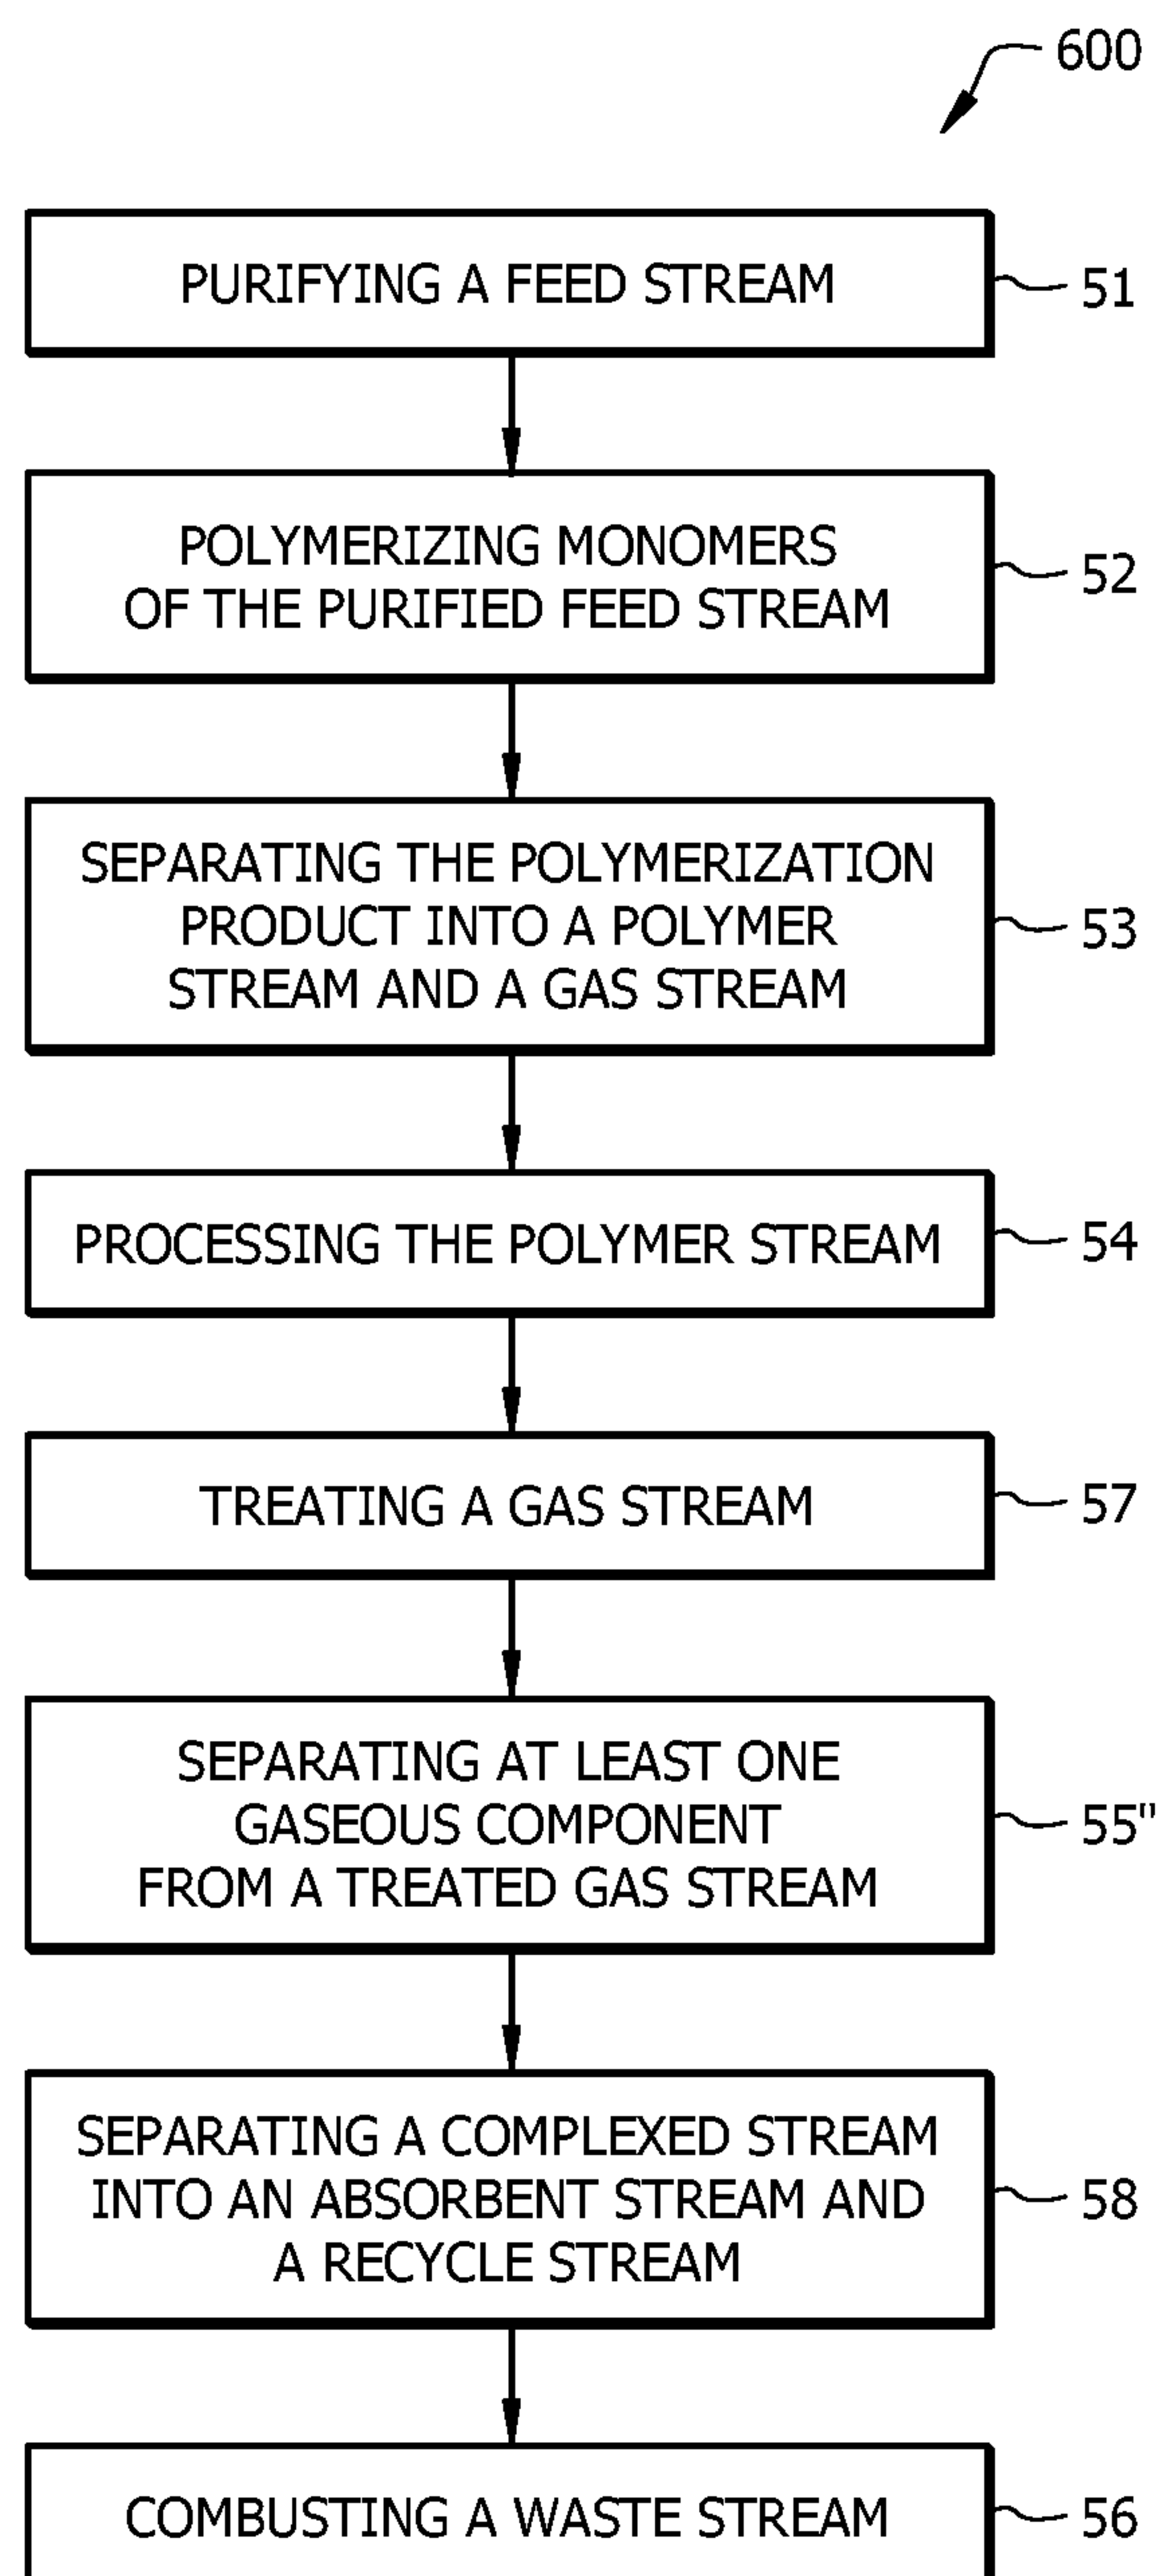 600
PURIFYING A FEED STREAM
51
POLYMERIZING MONOMERS
OF THE PURIFIED FEED STREAM
52
SEPARATING THE POLYMERIZATION
PRODUCT INTO A POLYMER
STREAM AND A GAS STREAM
53
PROCESSING THE POLYMER STREAM
54
TREATING A GAS STREAM
57
SEPARATING AT LEAST ONE
GASEOUS COMPONENT
FROM A TREATED GAS STREAM
55"
SEPARATING A COMPLEXED STREAM
INTO AN ABSORBENT STREAM AND
A RECYCLE STREAM
58
COMBUSTING A WASTE STREAM
56